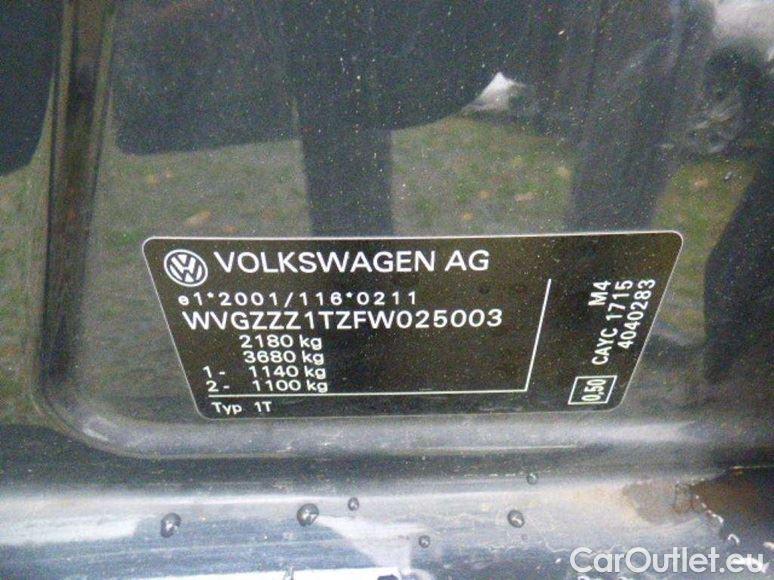 VOLKSWAGEN AG
e1*2001/116*0211
WVGZZZ1TZFW025003
2180 kg
3680 kg
1- 1140 kg
2- 1100 kg
Typ 1T
M4
CAYC 1715
4040283
0,50
CarOutlet.eu